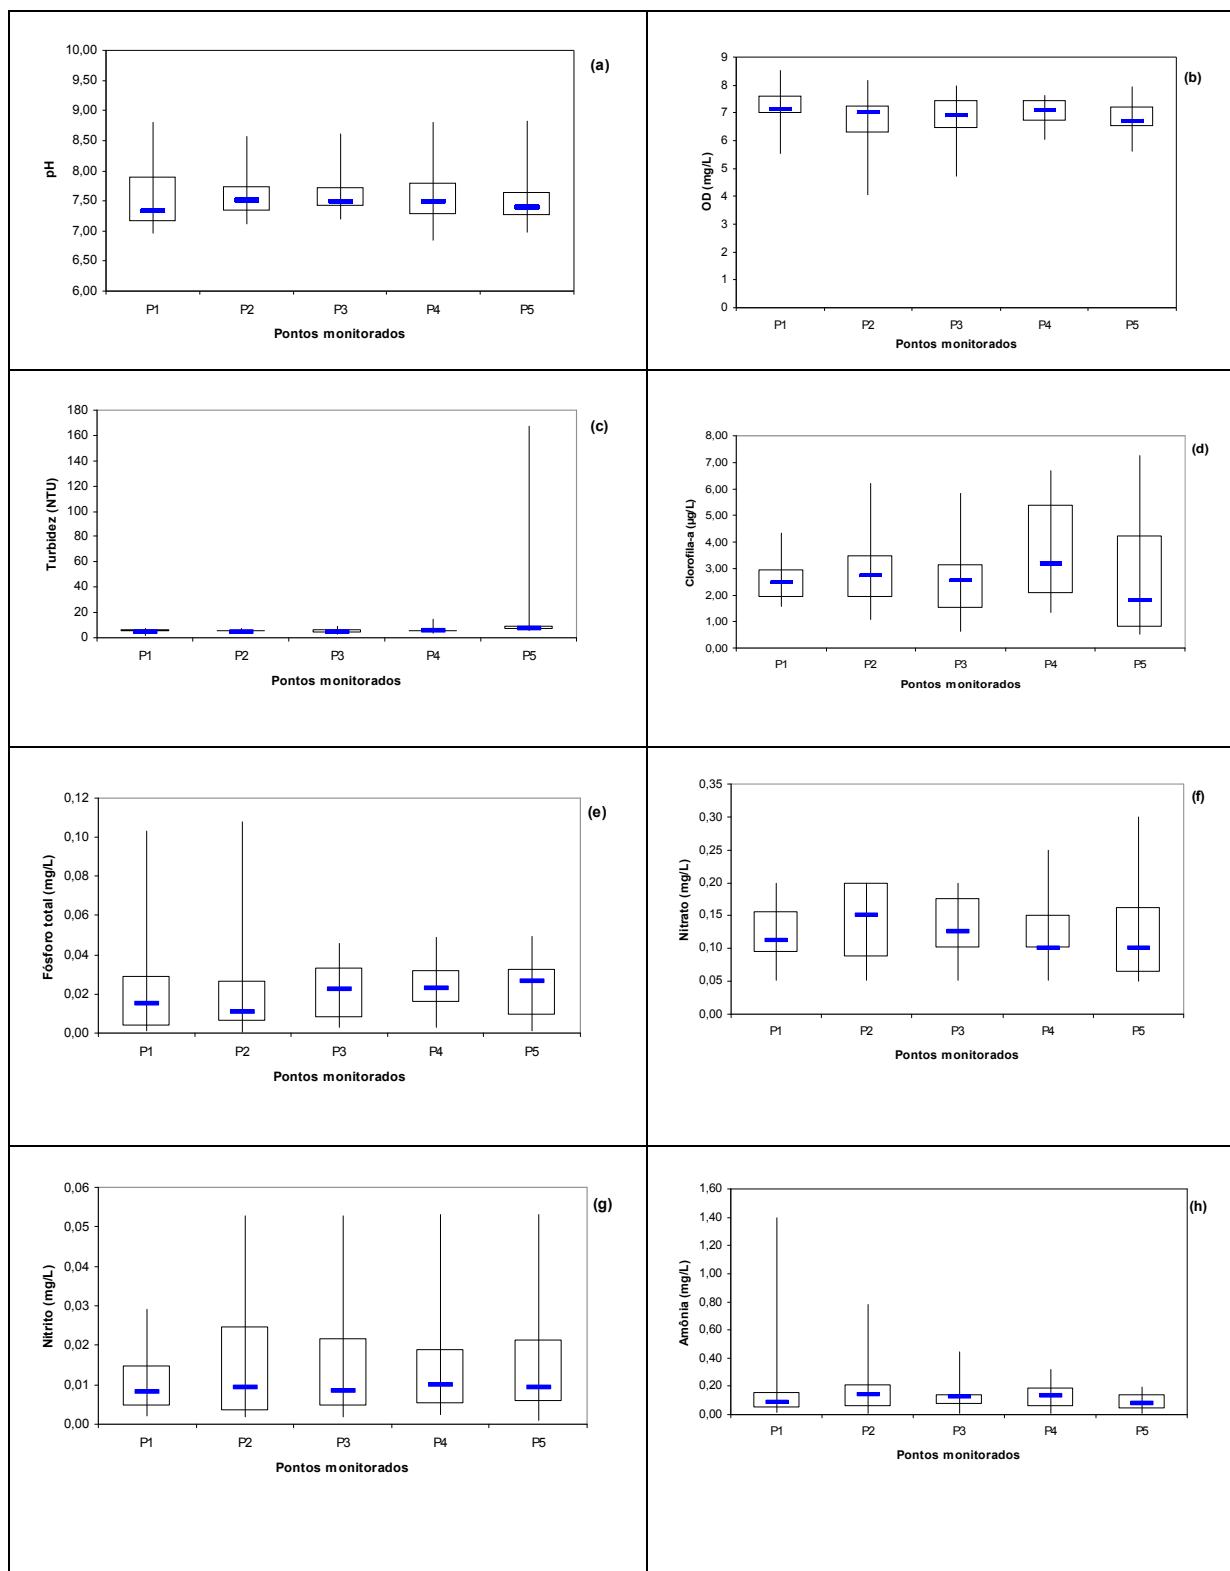 (a)
pH
10,00
9,50
9,00
8,50
8,00
7,50
7,00
6,50
6,00
P1 P2 P3 P4 P5
Pontos monitorados
(b)
OD (mg/L)
9
8
7
6
5
4
3
2
1
0
P1 P2 P3 P4 P5
Pontos monitorados
(c)
Turbidez (NTU)
180
160
140
120
100
80
60
40
20
0
P1 P2 P3 P4 P5
Pontos monitorados
(d)
Clorofila-a (µg/L)
8,00
7,00
6,00
5,00
4,00
3,00
2,00
1,00
0,00
P1 P2 P3 P4 P5
Pontos monitorados
(e)
Fósforo total (mg/L)
0,12
0,10
0,08
0,06
0,04
0,02
0,00
P1 P2 P3 P4 P5
Pontos monitorados
(f)
Nitrato (mg/L)
0,35
0,30
0,25
0,20
0,15
0,10
0,05
0,00
P1 P2 P3 P4 P5
Pontos monitorados
(g)
Nitrito (mg/L)
0,06
0,05
0,04
0,03
0,02
0,01
0,00
P1 P2 P3 P4 P5
Pontos monitorados
(h)
Amônia (mg/L)
1,60
1,40
1,20
1,00
0,80
0,60
0,40
0,20
0,00
P1 P2 P3 P4 P5
Pontos monitorados